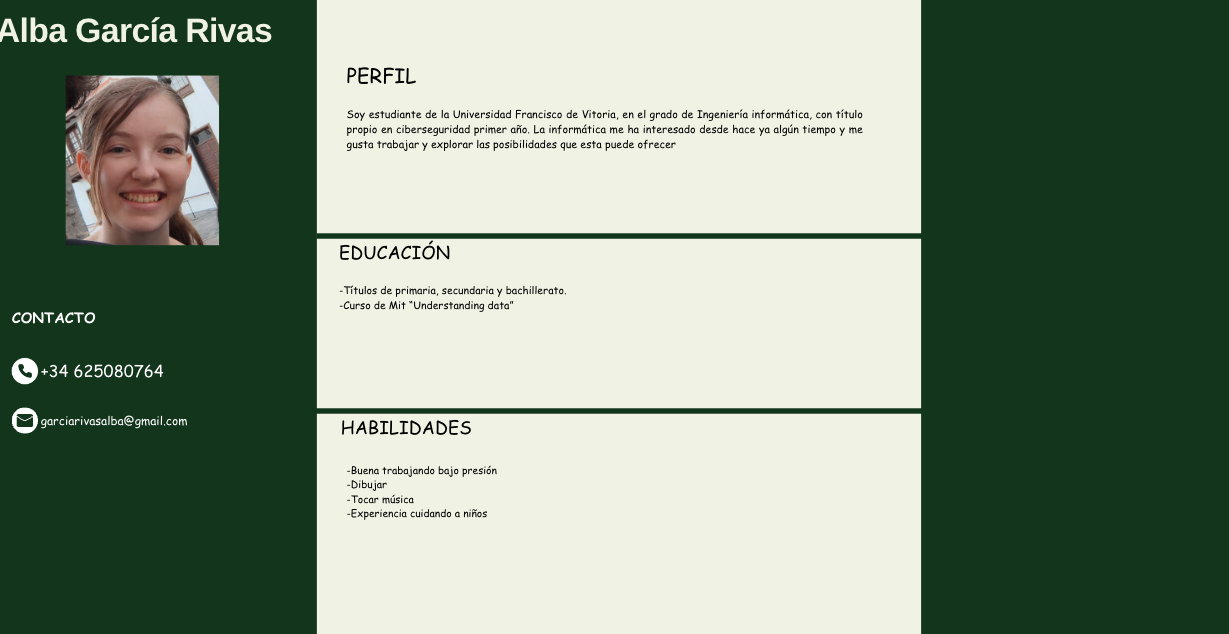 Alba García Rivas
CONTACTO
+34 625080764
garciarivasalba@gmail.com
PERFIL
Soy estudiante de la Universidad Francisco de Vitoria, en el grado de Ingeniería informática, con título
propio en ciberseguridad primer año. La informática me ha interesado desde hace ya algún tiempo y me
gusta trabajar y explorar las posibilidades que esta puede ofrecer
EDUCACIÓN
-Títulos de primaria, secundaria y bachillerato.
-Curso de Mit “Understanding data”
HABILIDADES
-Buena trabajando bajo presión
-Dibujar
-Tocar música
-Experiencia cuidando a niños